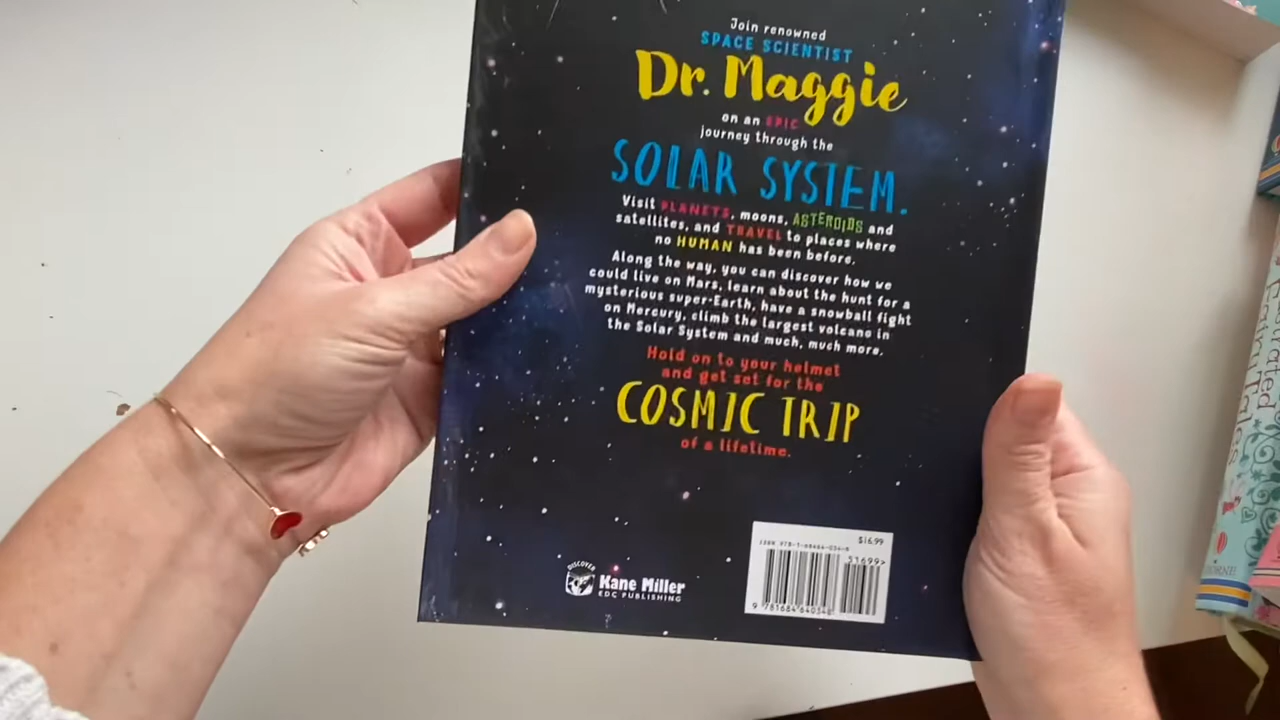 Join renowned
SPACE SCIENTIST
Dr. Maggie
on an EPIC
journey through the
SOLAR SYSTEM.
Visit PLANETS, moons, ASTEROIDS and
satellites, and TRAVEL to places where
no HUMAN has been before.
Along the way, you can discover how we
could live on Mars, learn about the hunt for a
mysterious super-Earth, have a snowball fight
on Mercury, climb the largest volcano in
the Solar System and much, much more.
Hold on to your helmet
and get set for the
COSMIC TRIP
of a lifetime.
DISCOVER
Kane Miller
EDC PUBLISHING
$16.99
51699>
Illustrated